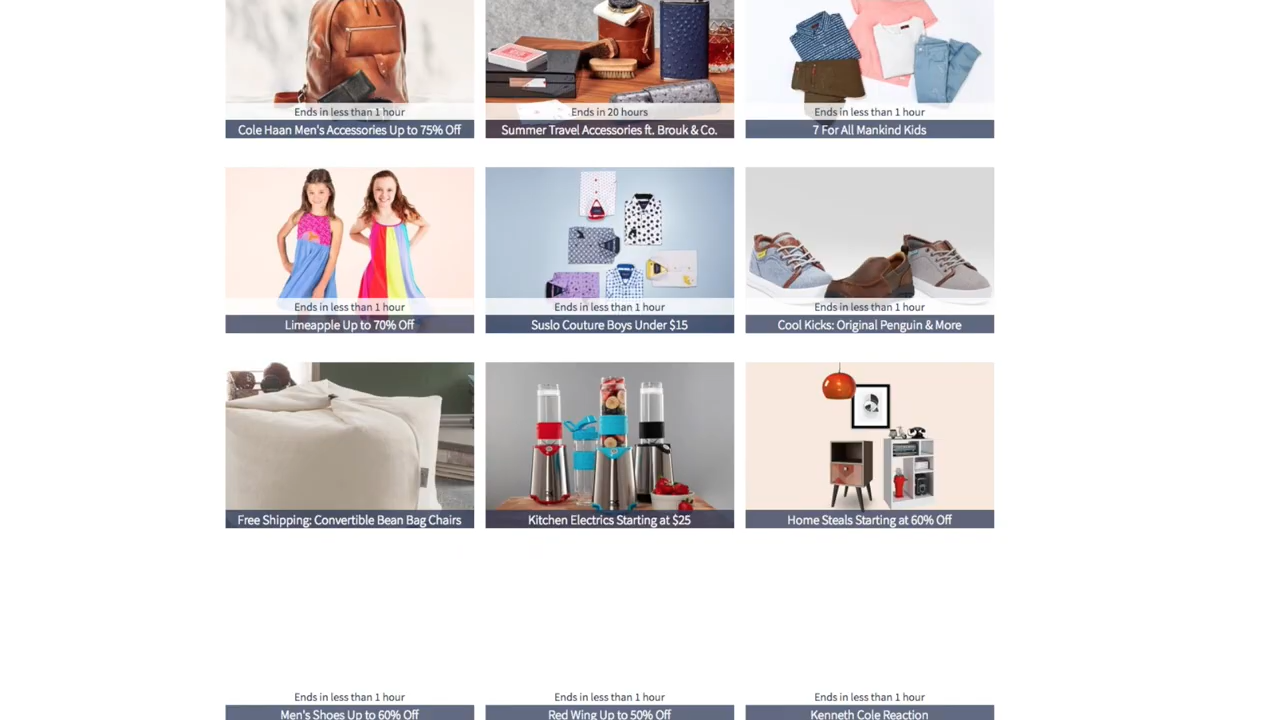 Ends in less than 1 hour
Cole Haan Men's Accessories Up to 75% Off
Ends in 20 hours
Summer Travel Accessories ft. Brouk & Co.
Ends in less than 1 hour
7 For All Mankind Kids
Ends in less than 1 hour
Limeapple Up to 70% Off
Ends in less than 1 hour
Suslo Couture Boys Under $15
Ends in less than 1 hour
Cool Kicks: Original Penguin & More
Free Shipping: Convertible Bean Bag Chairs
Kitchen Electrics Starting at $25
Home Steals Starting at 60% Off
Ends in less than 1 hour
Men's Shoes Up to 60% Off
Ends in less than 1 hour
Red Wing Up to 50% Off
Ends in less than 1 hour
Kenneth Cole Reaction